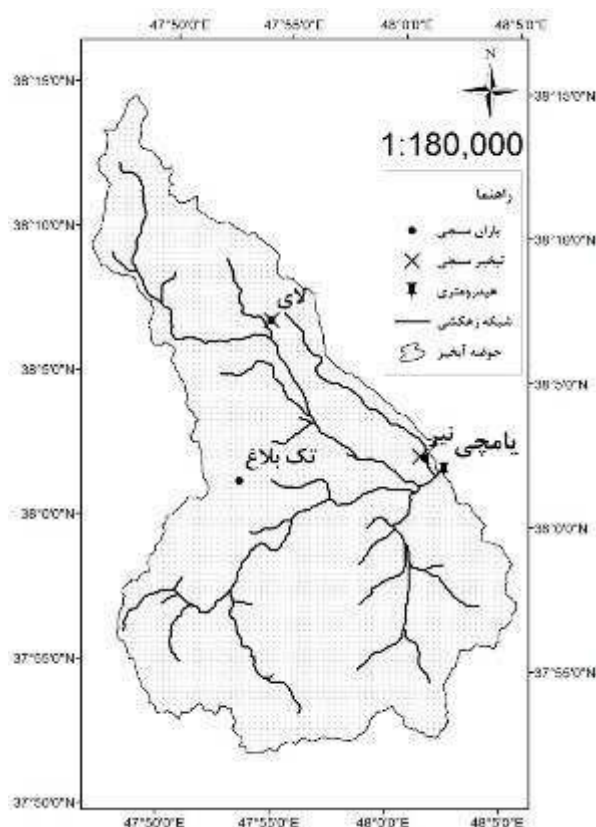 47°50'0"E 47°55'0"E 48°0'0"E 48°5'0"E
38°15'0"N 38°15'0"N
N
1:180,000
راهنما
باران سنجی
تبخیر سنجی
هیدرومتری
شبکه زهکشی
حوضه آبخیز
38°10'0"N 38°10'0"N
لای
38°5'0"N 38°5'0"N
نیر
یامچی
تک بلاغ
38°0'0"N 38°0'0"N
37°55'0"N 37°55'0"N
37°50'0"N
47°50'0"E 47°55'0"E 48°0'0"E 48°5'0"E